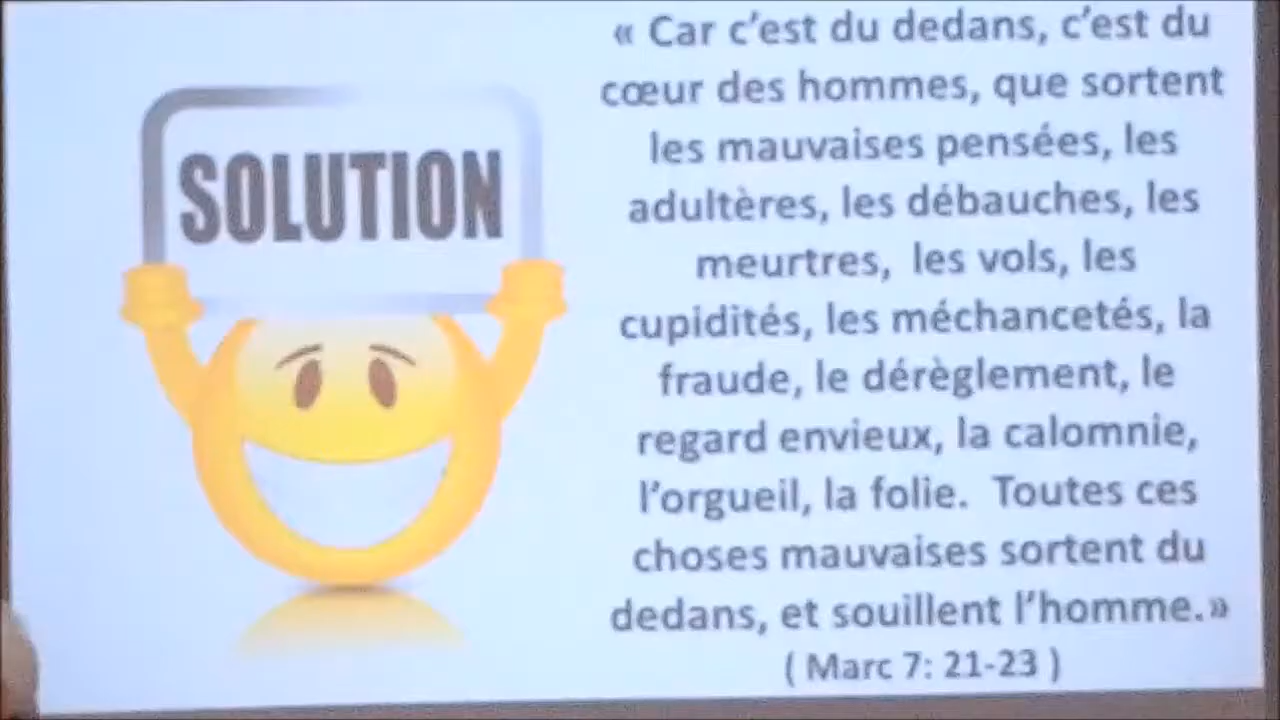 SOLUTION
« Car c’est du dedans, c’est du
cœur des hommes, que sortent
les mauvaises pensées, les
adultères, les débauches, les
meurtres,  les vols, les
cupidités, les méchancetés, la
fraude, le dérèglement, le
regard envieux, la calomnie,
l’orgueil, la folie.  Toutes ces
choses mauvaises sortent du
dedans, et souillent l’homme.»
( Marc 7: 21-23 )